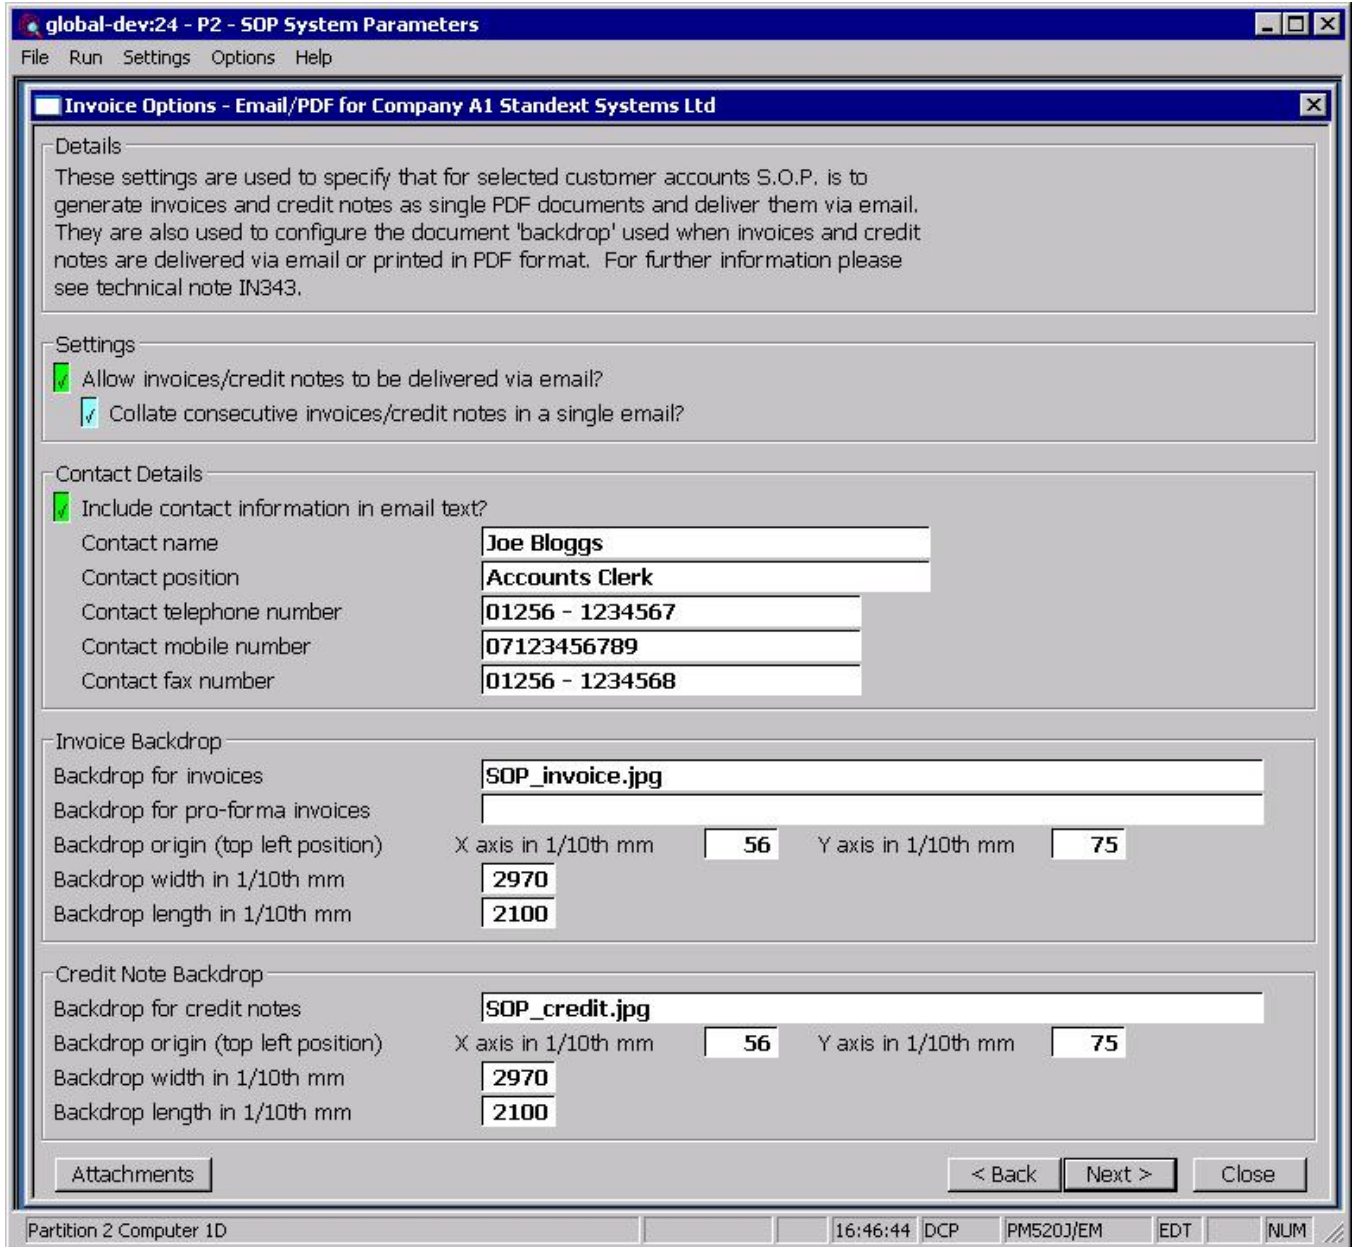 global-dev:24 - P2 - SOP System Parameters
File Run Settings Options Help
Invoice Options - Email/PDF for Company A1 Standext Systems Ltd
Details
These settings are used to specify that for selected customer accounts S.O.P. is to
generate invoices and credit notes as single PDF documents and deliver them via email.
They are also used to configure the document 'backdrop' used when invoices and credit
notes are delivered via email or printed in PDF format. For further information please
see technical note IN343.
Settings
Allow invoices/credit notes to be delivered via email?
Collate consecutive invoices/credit notes in a single email?
Contact Details
Include contact information in email text?
Contact name Joe Bloggs
Contact position Accounts Clerk
Contact telephone number 01256 - 1234567
Contact mobile number 07123456789
Contact fax number 01256 - 1234568
Invoice Backdrop
Backdrop for invoices SOP_invoice.jpg
Backdrop for pro-forma invoices
Backdrop origin (top left position) X axis in 1/10th mm 56 Y axis in 1/10th mm 75
Backdrop width in 1/10th mm 2970
Backdrop length in 1/10th mm 2100
Credit Note Backdrop
Backdrop for credit notes SOP_credit.jpg
Backdrop origin (top left position) X axis in 1/10th mm 56 Y axis in 1/10th mm 75
Backdrop width in 1/10th mm 2970
Backdrop length in 1/10th mm 2100
Attachments < Back Next > Close
Partition 2 Computer 1D 16:46:44 DCP PM520J/EM EDT NUM